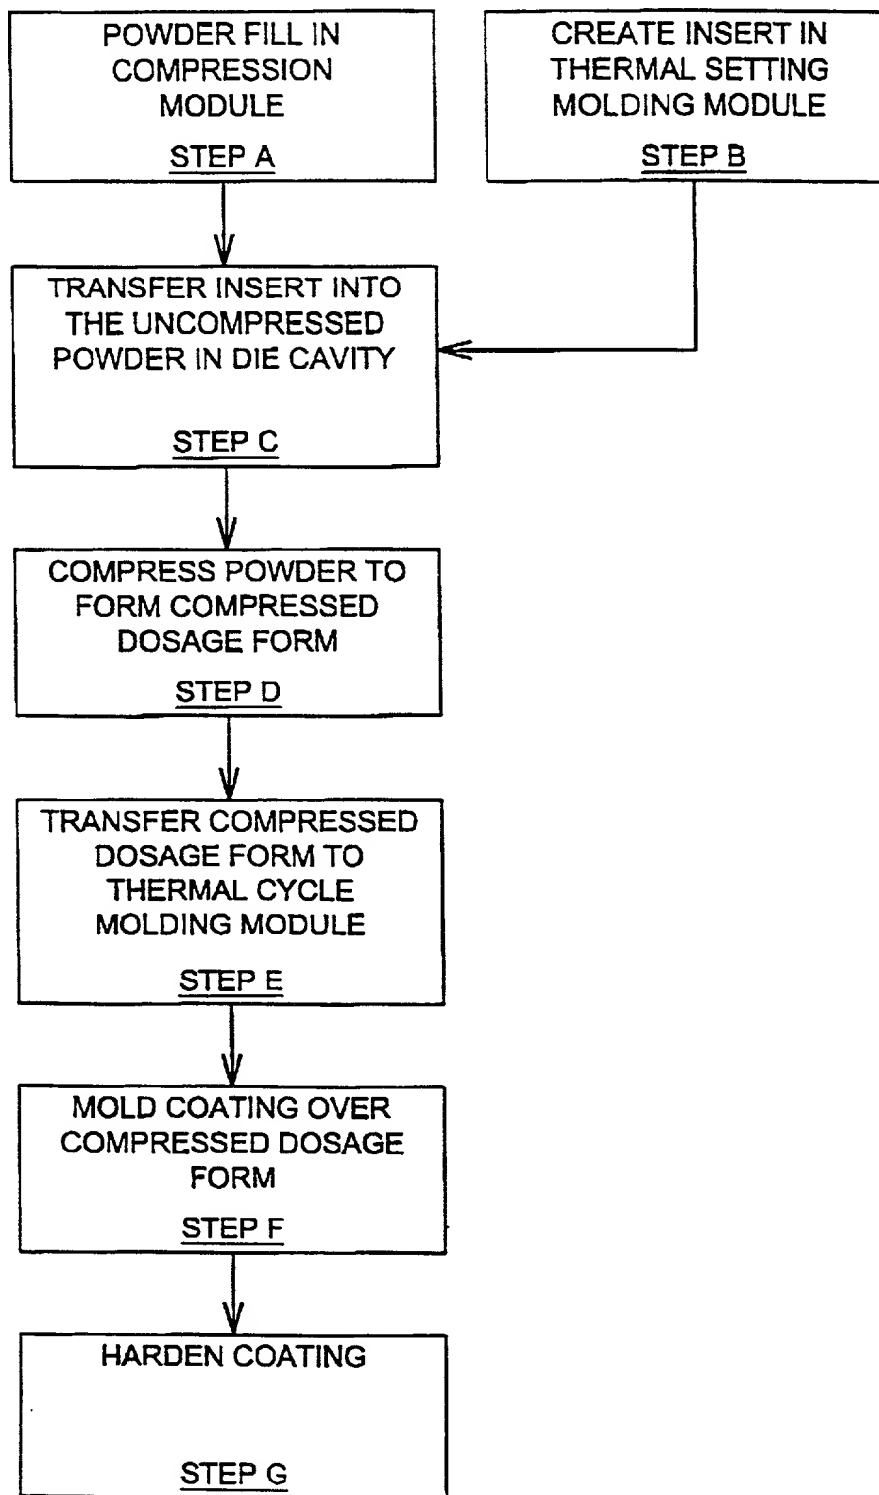 POWDER FILL IN
COMPRESSION
MODULE
STEP A
CREATE INSERT IN
THERMAL SETTING
MOLDING MODULE
STEP B
TRANSFER INSERT INTO
THE UNCOMPRESSED
POWDER IN DIE CAVITY
STEP C
COMPRESS POWDER TO
FORM COMPRESSED
DOSAGE FORM
STEP D
TRANSFER COMPRESSED
DOSAGE FORM TO
THERMAL CYCLE
MOLDING MODULE
STEP E
MOLD COATING OVER
COMPRESSED DOSAGE
FORM
STEP F
HARDEN COATING
STEP G